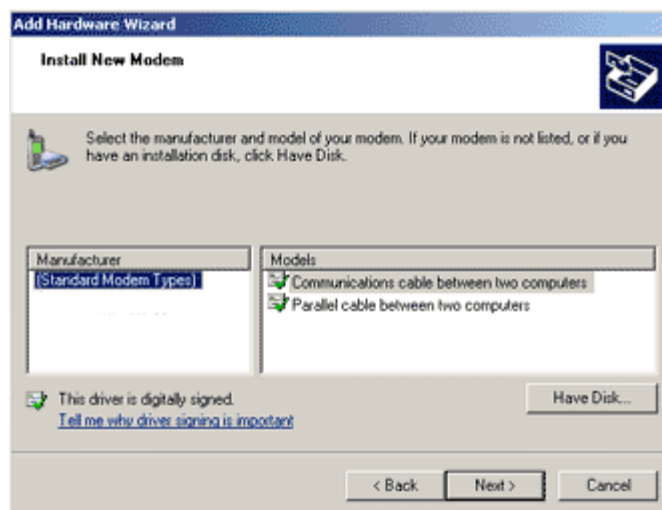 Add Hardware Wizard
Install New Modem
Select the manufacturer and model of your modem. If your modem is not listed, or if you
have an installation disk, click Have Disk.
Manufacturer
(Standard Modem Types)
Models
Communications cable between two computers
Parallel cable between two computers
This driver is digitally signed.
Tell me why driver signing is important
Have Disk...
< Back
Next >
Cancel